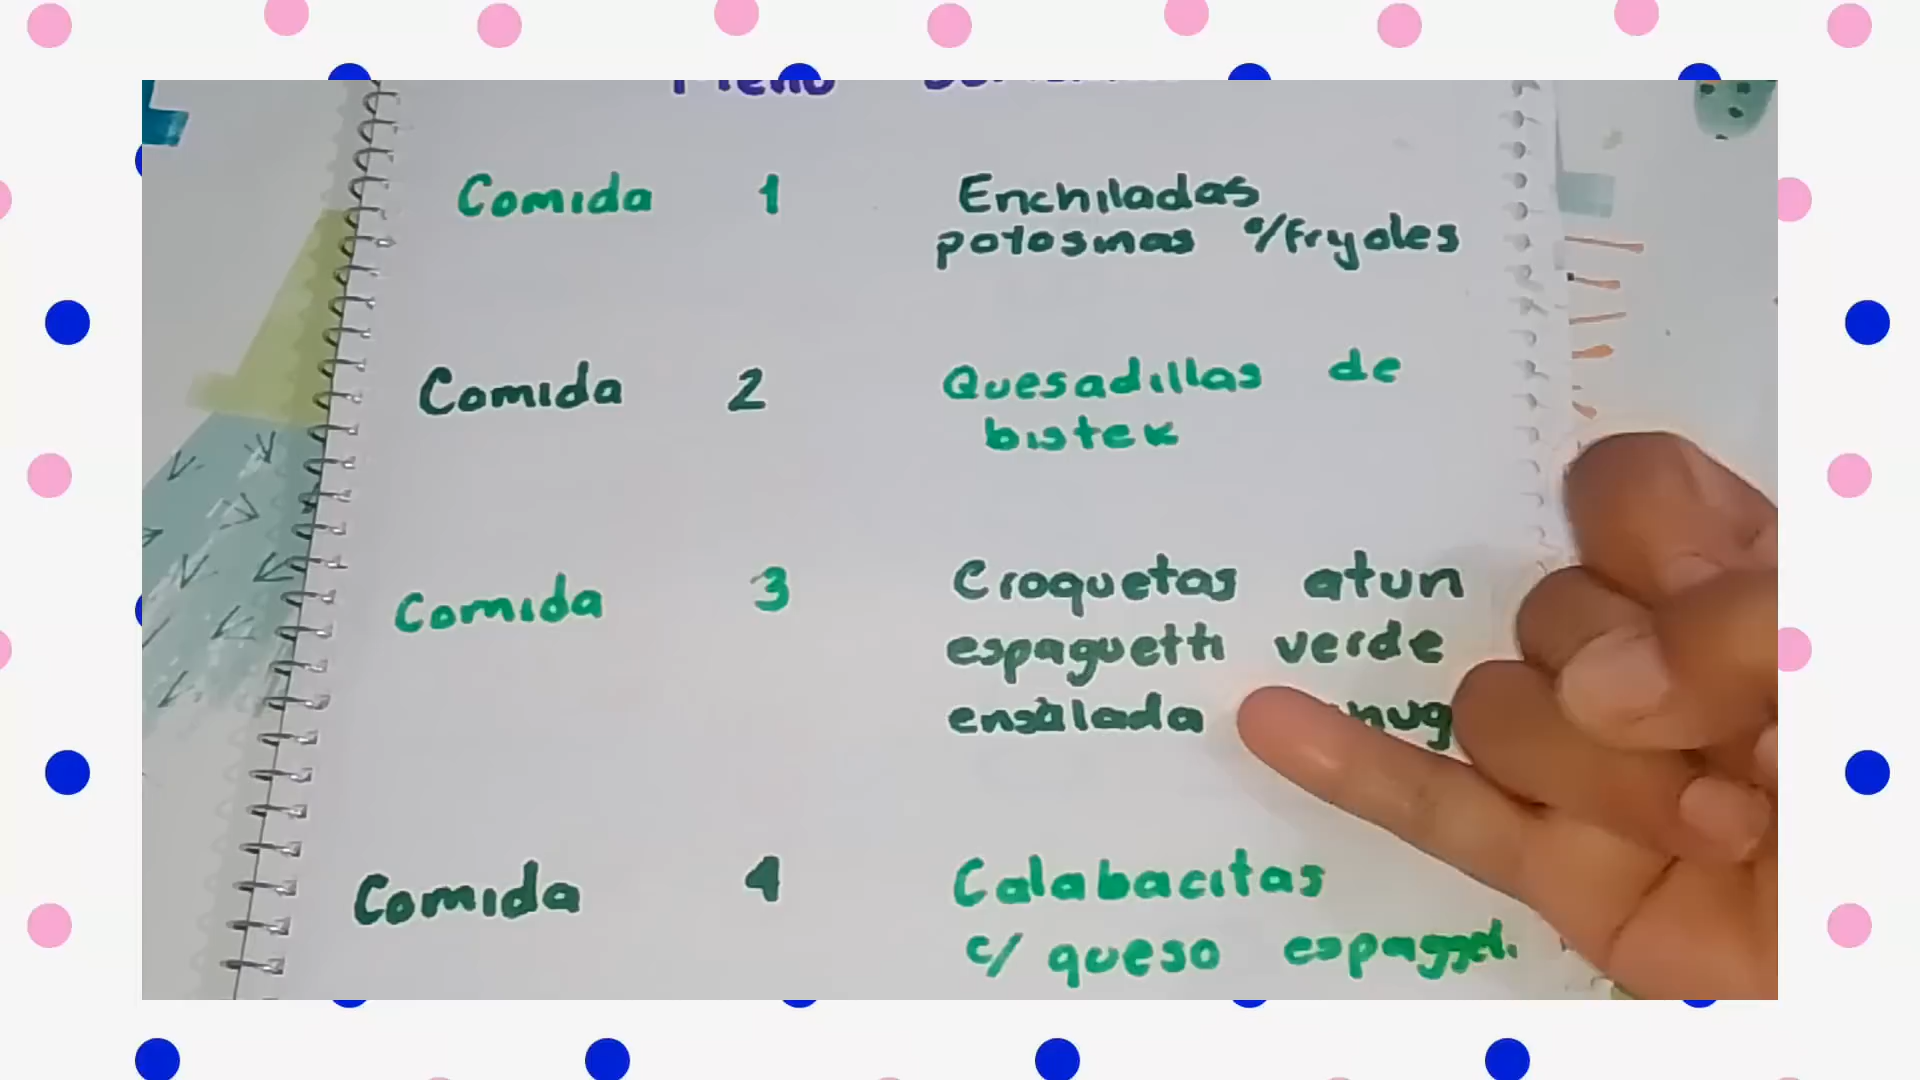 Menú
Comida 1 Enchiladas
potosinas c/frijoles
Comida 2 Quesadillas de
bistek
Comida 3 Croquetas atun
espaguetti verde
ensalada
Comida 4 Calabacitas
c/ queso